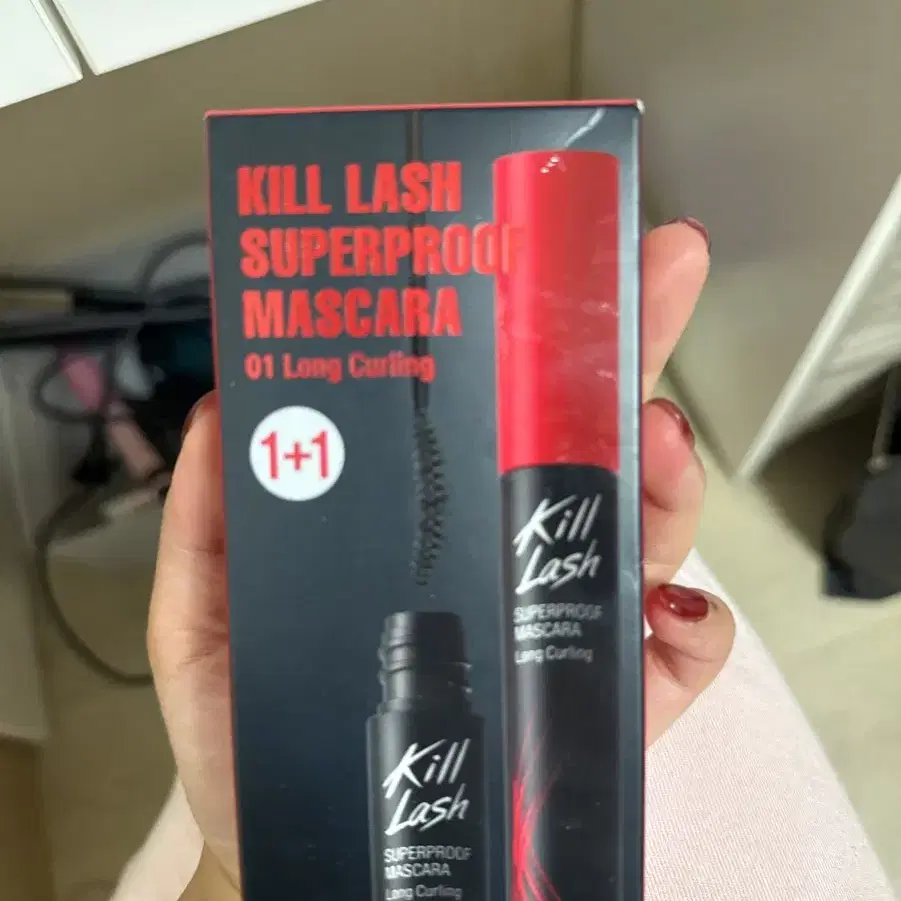 KILL LASH
SUPERPROOF
MASCARA
01 Long Curling
1+1
Kill
Lash
SUPERPROOF
MASCARA
Long Curling
Kill
Lash
SUPERPROOF
MASCARA
Long Curling